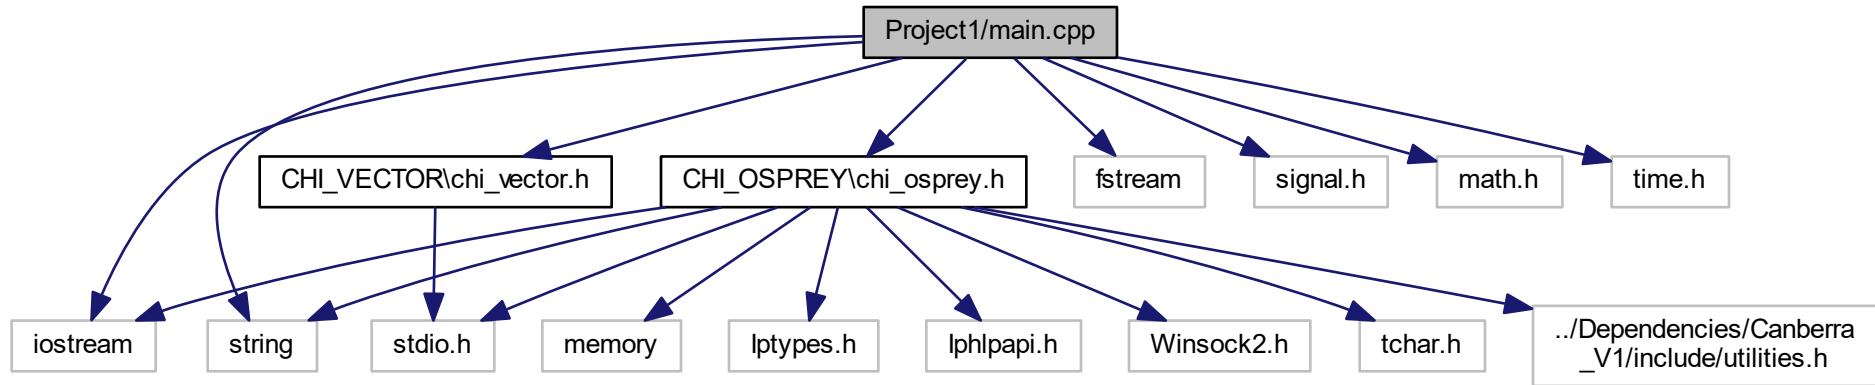 Project1/main.cpp
CHI_VECTOR\chi_vector.h
CHI_OSPREY\chi_osprey.h
fstream
signal.h
math.h
time.h
iostream
string
stdio.h
memory
Iptypes.h
Iphlpapi.h
Winsock2.h
tchar.h
../Dependencies/Canberra
_V1/include/utilities.h